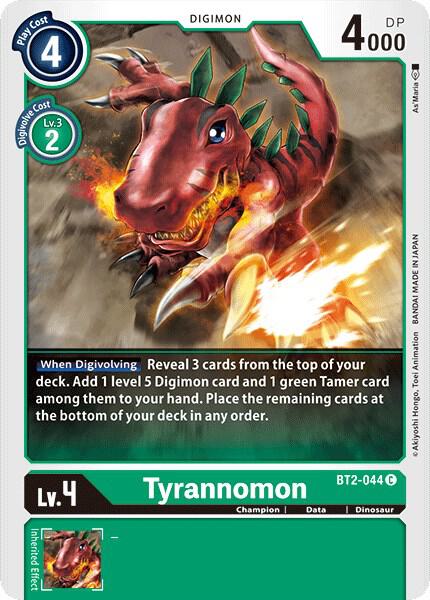 DIGIMON
Play Cost
4
4000 DP
Digivolve Cost
Lv.3
2
As'Maria
© Akiyoshi Hongo, Toei Animation BANDAI MADE IN JAPAN
When Digivolving Reveal 3 cards from the top of your
deck. Add 1 level 5 Digimon card and 1 green Tamer card
among them to your hand. Place the remaining cards at
the bottom of your deck in any order.
BT2-044 C
Lv.4 Tyrannomon
Champion | Data | Dinosaur
Inherited Effect
–